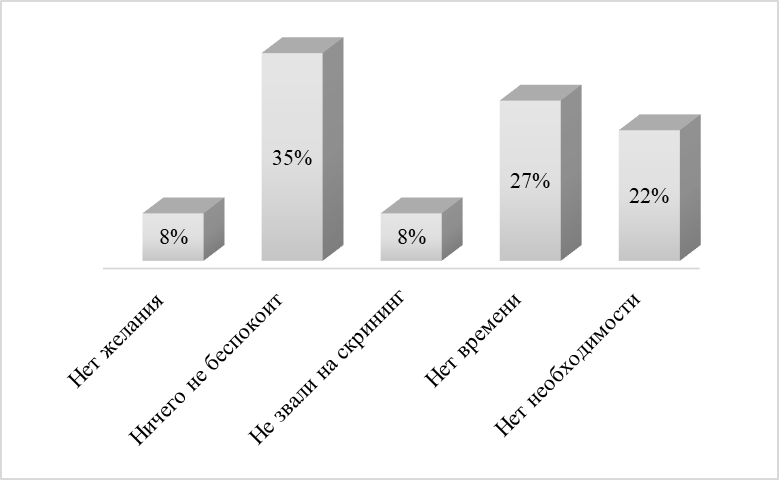 8%
35%
8%
27%
22%
Нет желания
Ничего не беспокоит
Не звали на скрининг
Нет времени
Нет необходимости